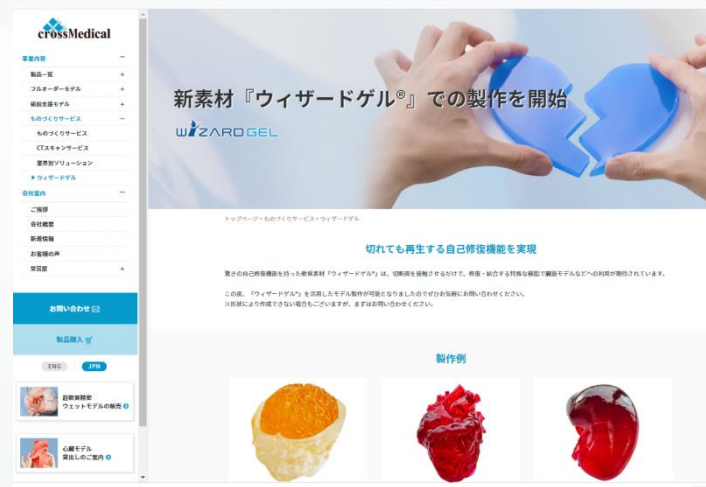 crossMedical
事業内容
製品一覧
フルオーダーモデル
術前支援モデル
ものづくりサービス
ものづくりサービス
CTスキャンサービス
業界別ソリューション
ウィザードゲル
会社案内
ご挨拶
会社概要
新着情報
お客様の声
受賞歴
お問い合わせ
製品購入
ENG
JPN
超軟質精密
ウェットモデルの販売
心臓モデル
貸出しのご案内
新素材『ウィザードゲル®』での製作を開始
WIZARDGEL
トップページ>ものづくりサービス>ウィザードゲル
切れても再生する自己修復機能を実現
驚きの自己修復機能を持った軟質素材『ウィザードゲル®』は、切断面を接触させるだけで、修復・結合する特殊な樹脂で臓器モデルなどへの利用が期待されています。
この度、『ウィザードゲル®』を活用したモデル製作が可能となりましたのでぜひお気軽にお問い合わせください。
※形状により作成できない場合もございますが、まずはお問い合わせください。
製作例